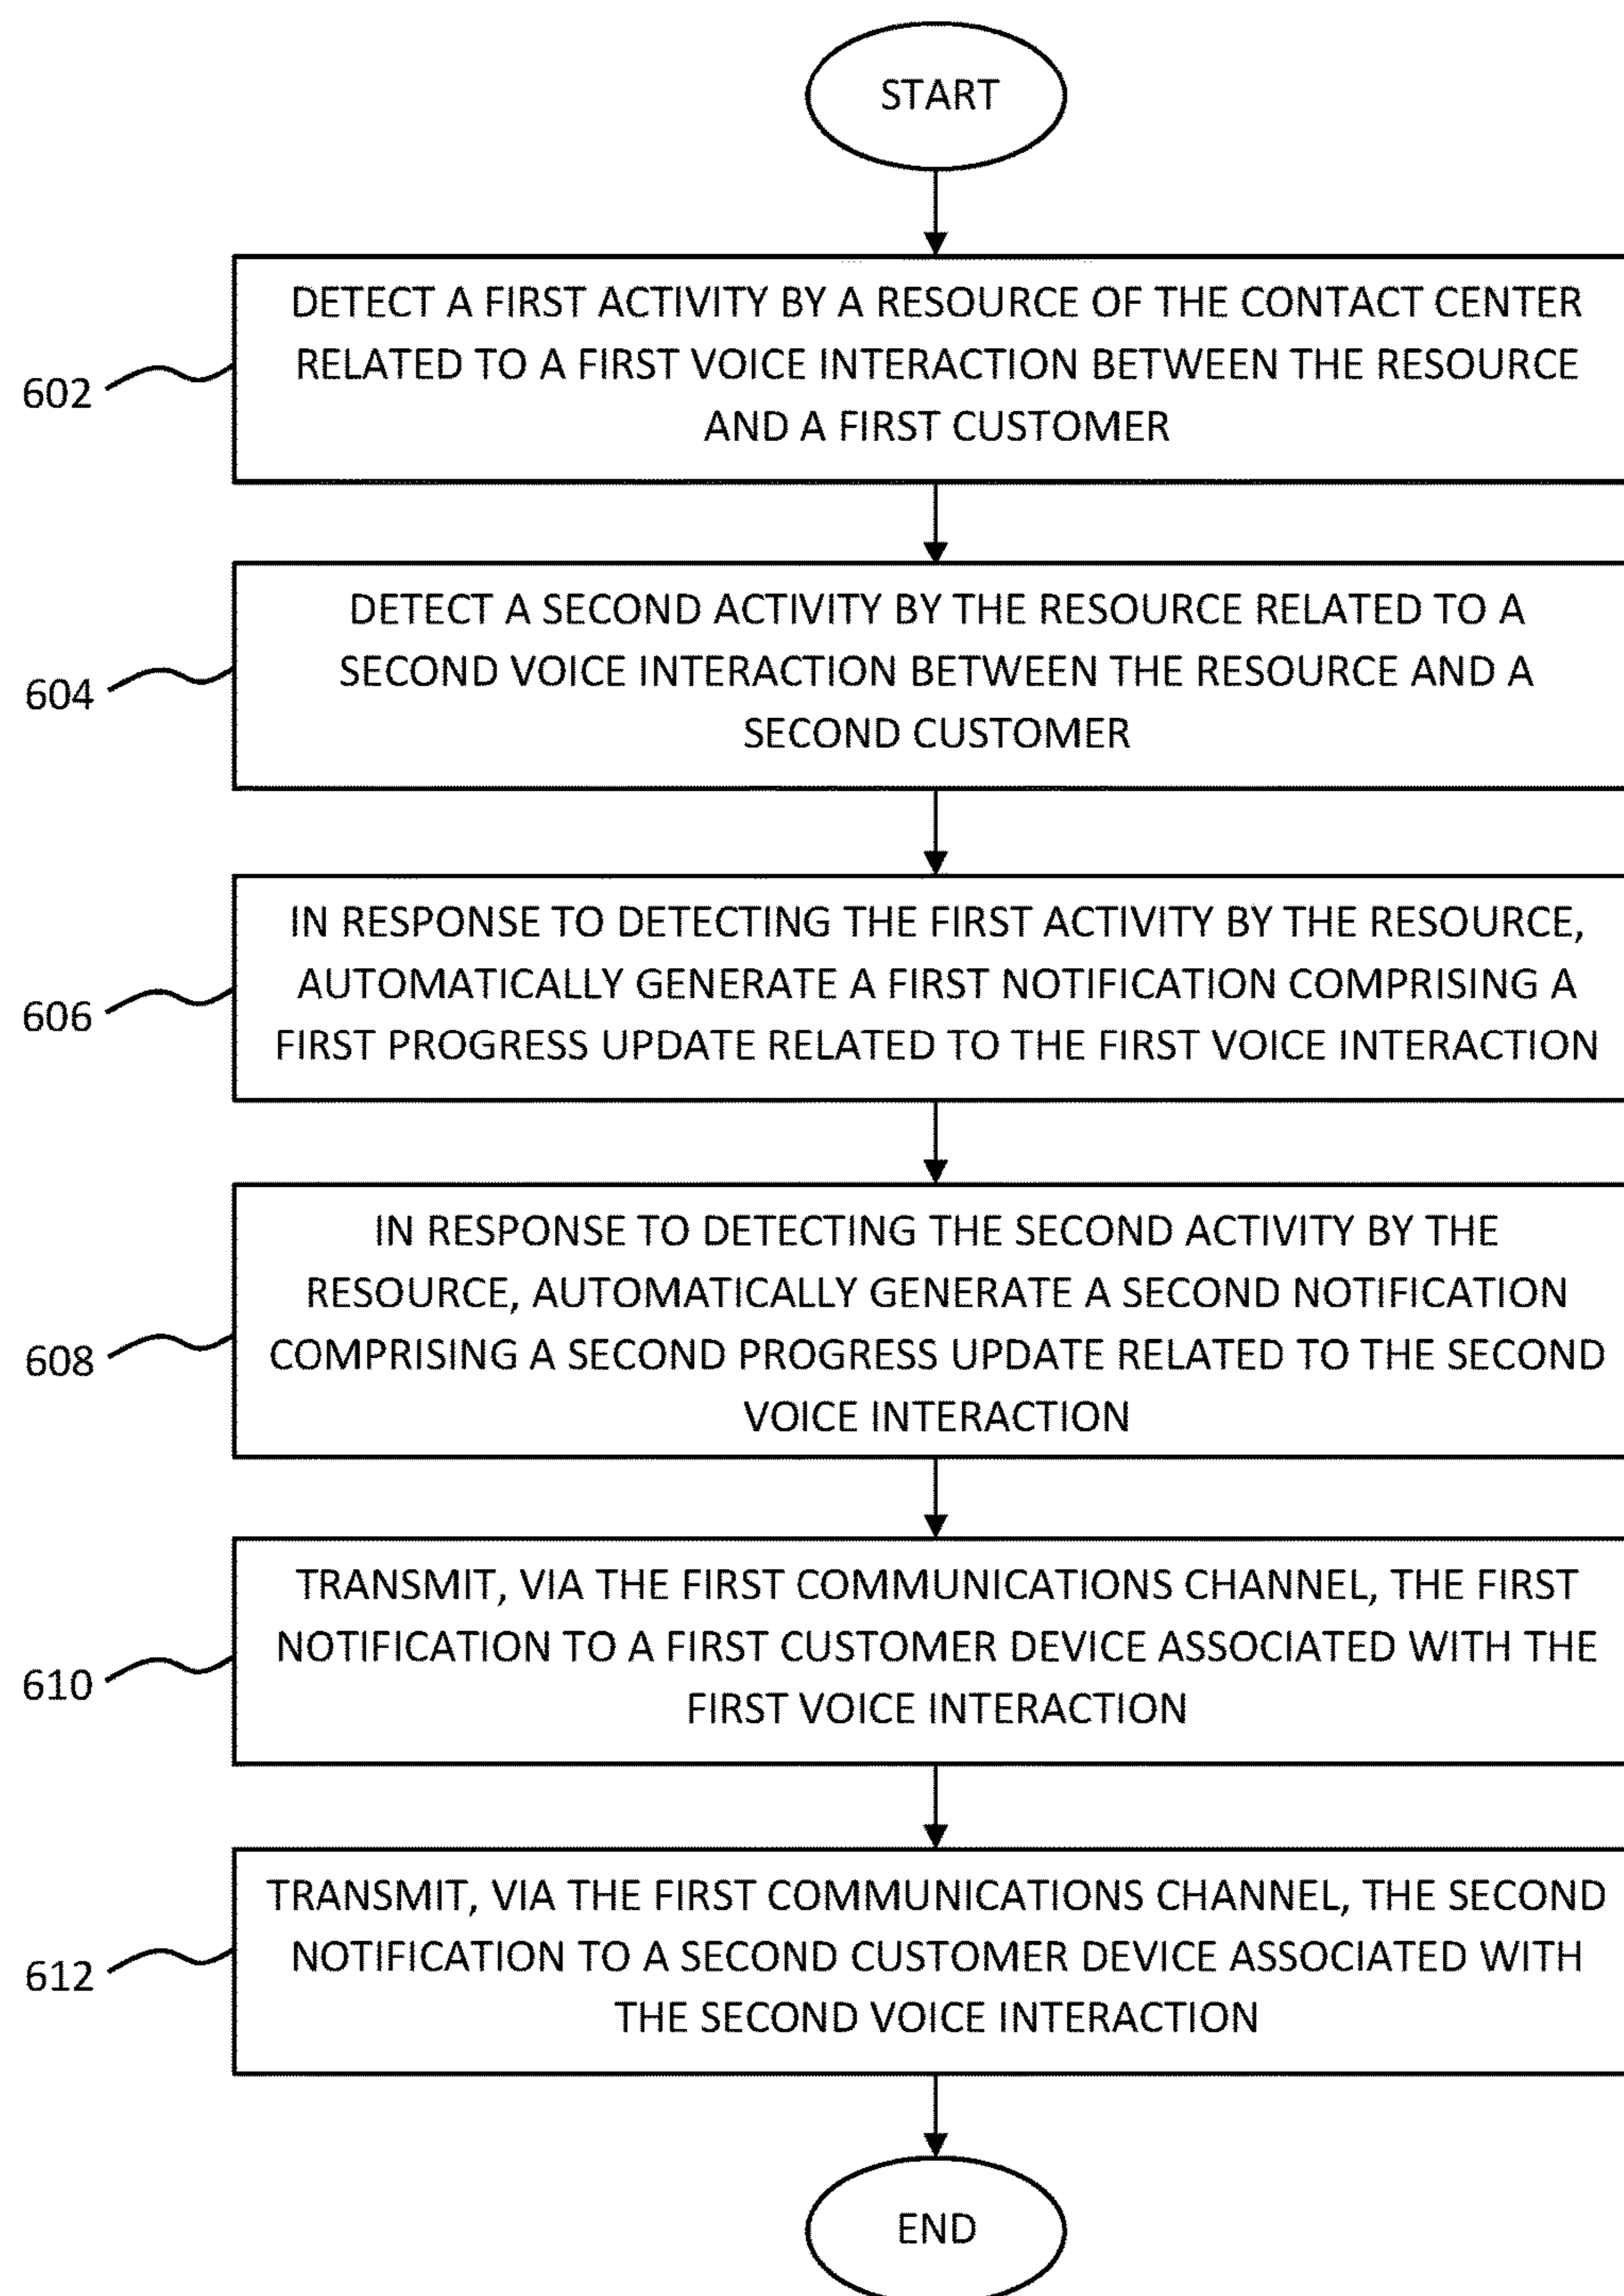 START
602
DETECT A FIRST ACTIVITY BY A RESOURCE OF THE CONTACT CENTER
RELATED TO A FIRST VOICE INTERACTION BETWEEN THE RESOURCE
AND A FIRST CUSTOMER
604
DETECT A SECOND ACTIVITY BY THE RESOURCE RELATED TO A
SECOND VOICE INTERACTION BETWEEN THE RESOURCE AND A
SECOND CUSTOMER
606
IN RESPONSE TO DETECTING THE FIRST ACTIVITY BY THE RESOURCE,
AUTOMATICALLY GENERATE A FIRST NOTIFICATION COMPRISING A
FIRST PROGRESS UPDATE RELATED TO THE FIRST VOICE INTERACTION
608
IN RESPONSE TO DETECTING THE SECOND ACTIVITY BY THE
RESOURCE, AUTOMATICALLY GENERATE A SECOND NOTIFICATION
COMPRISING A SECOND PROGRESS UPDATE RELATED TO THE SECOND
VOICE INTERACTION
610
TRANSMIT, VIA THE FIRST COMMUNICATIONS CHANNEL, THE FIRST
NOTIFICATION TO A FIRST CUSTOMER DEVICE ASSOCIATED WITH THE
FIRST VOICE INTERACTION
612
TRANSMIT, VIA THE FIRST COMMUNICATIONS CHANNEL, THE SECOND
NOTIFICATION TO A SECOND CUSTOMER DEVICE ASSOCIATED WITH
THE SECOND VOICE INTERACTION
END